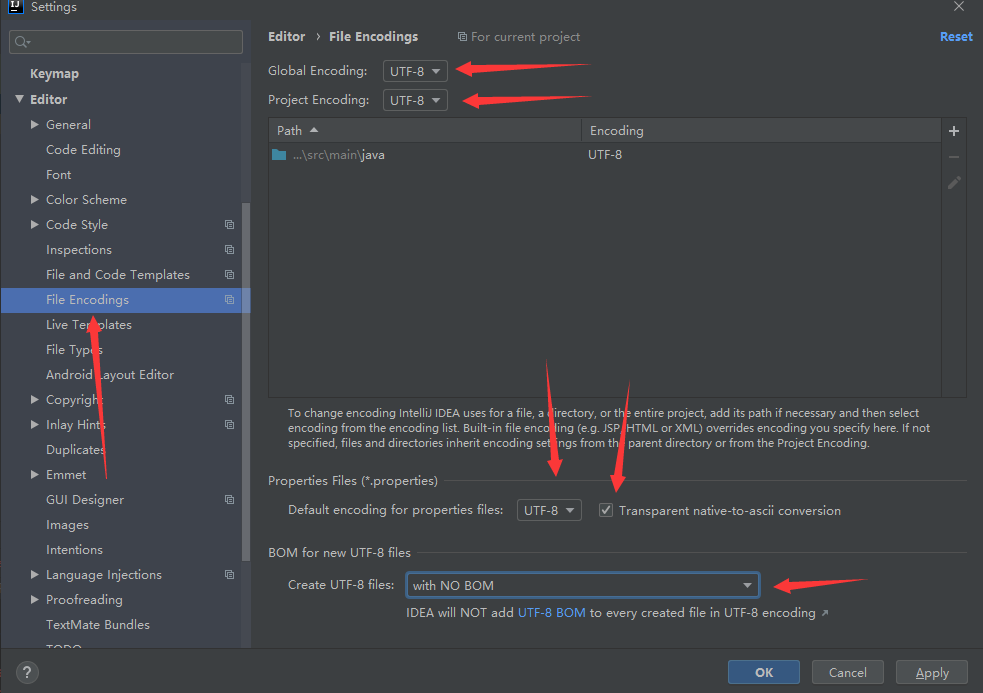 IJ
Settings
Editor › File Encodings
For current project
Reset
Keymap
Editor
General
Code Editing
Font
Color Scheme
Code Style
Inspections
File and Code Templates
File Encodings
Live Templates
File Types
Android Layout Editor
Copyright
Inlay Hints
Duplicates
Emmet
GUI Designer
Images
Intentions
Language Injections
Proofreading
TextMate Bundles
TODO
Global Encoding: UTF-8
Project Encoding: UTF-8
Path Encoding
...\src\main\java UTF-8
To change encoding IntelliJ IDEA uses for a file, a directory, or the entire project, add its path if necessary and then select
encoding from the encoding list. Built-in file encoding (e.g. JSP, HTML or XML) overrides encoding you specify here. If not
specified, files and directories inherit encoding settings from the parent directory or from the Project Encoding.
Properties Files (*.properties)
Default encoding for properties files: UTF-8 Transparent native-to-ascii conversion
BOM for new UTF-8 files
Create UTF-8 files: with NO BOM
IDEA will NOT add UTF-8 BOM to every created file in UTF-8 encoding ↗
?
OK Cancel Apply